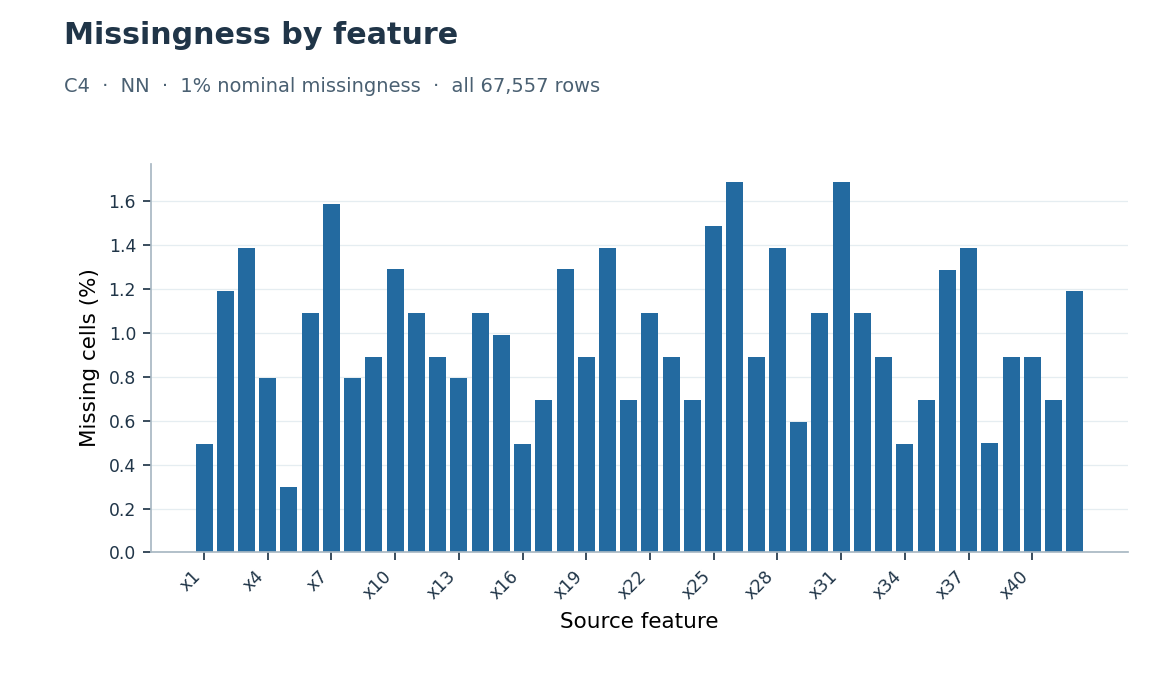 Missingness by feature
C4 · NN · 1% nominal missingness · all 67,557 rows
Missing cells (%)
1.6
1.4
1.2
1.0
0.8
0.6
0.4
0.2
0.0
x1 x4 x7 x10 x13 x16 x19 x22 x25 x28 x31 x34 x37 x40
Source feature